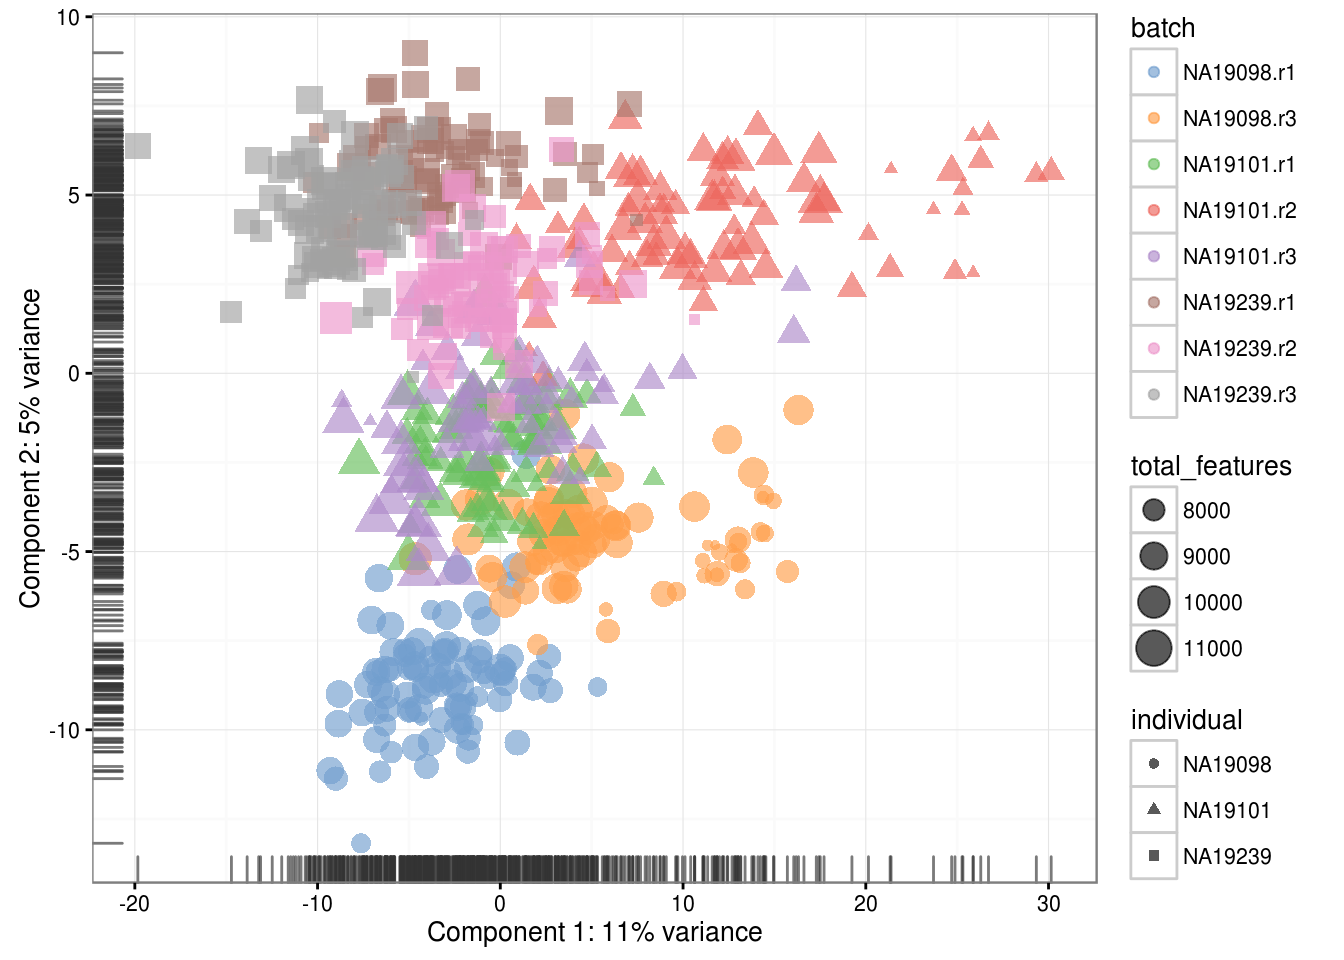 10
5
0
-5
-10
Component 2: 5% variance
-20
-10
0
10
20
30
Component 1: 11% variance
batch
NA19098.r1
NA19098.r3
NA19101.r1
NA19101.r2
NA19101.r3
NA19239.r1
NA19239.r2
NA19239.r3
total_features
8000
9000
10000
11000
individual
NA19098
NA19101
NA19239